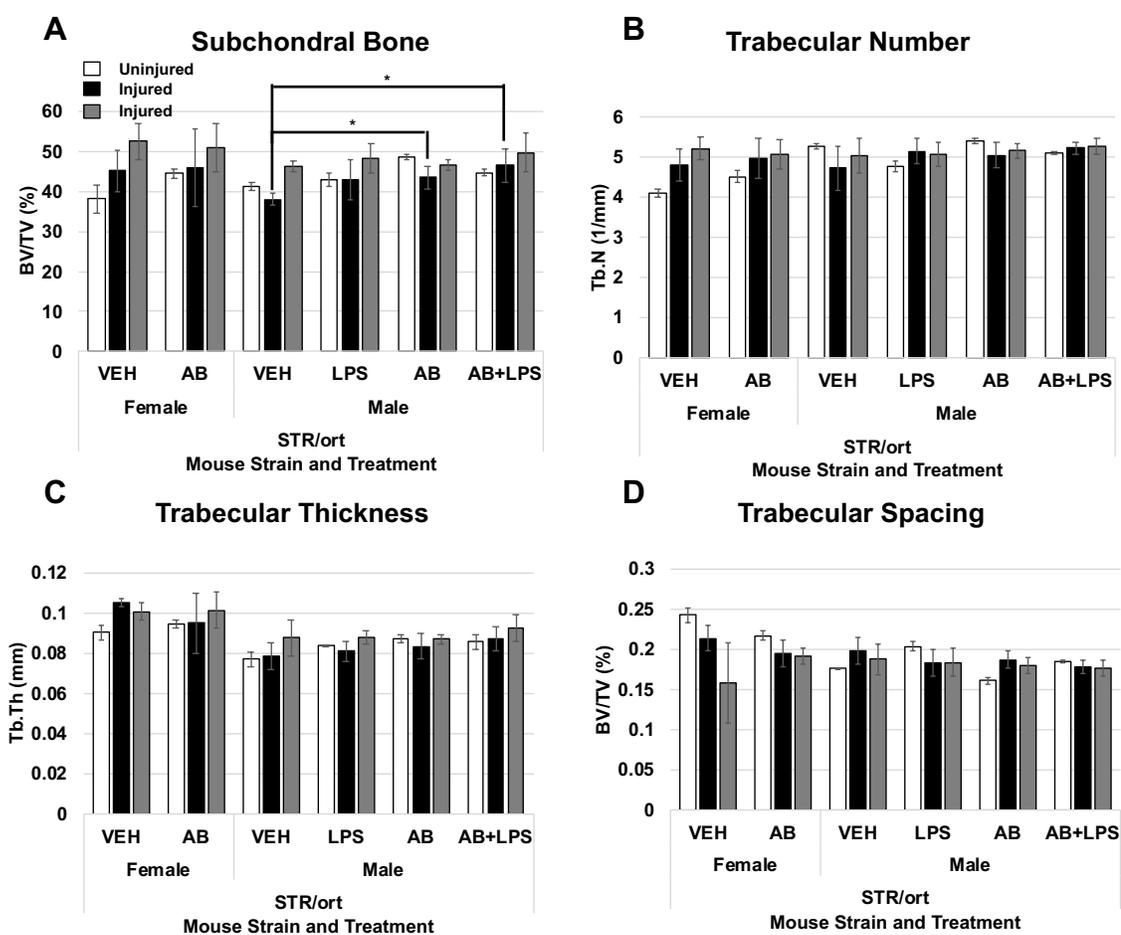 A
Subchondral Bone
Uninjured
Injured
Injured
*
*
60
50
40
30
20
10
0
BV/TV (%)
VEH AB VEH LPS AB AB+LPS
Female Male
STR/ort
Mouse Strain and Treatment
B
Trabecular Number
6
5
4
3
2
1
0
Tb.N (1/mm)
VEH AB VEH LPS AB AB+LPS
Female Male
STR/ort
Mouse Strain and Treatment
C
Trabecular Thickness
0.12
0.1
0.08
0.06
0.04
0.02
0
Tb.Th (mm)
VEH AB VEH LPS AB AB+LPS
Female Male
STR/ort
Mouse Strain and Treatment
D
Trabecular Spacing
0.3
0.25
0.2
0.15
0.1
0.05
0
BV/TV (%)
VEH AB VEH LPS AB AB+LPS
Female Male
STR/ort
Mouse Strain and Treatment